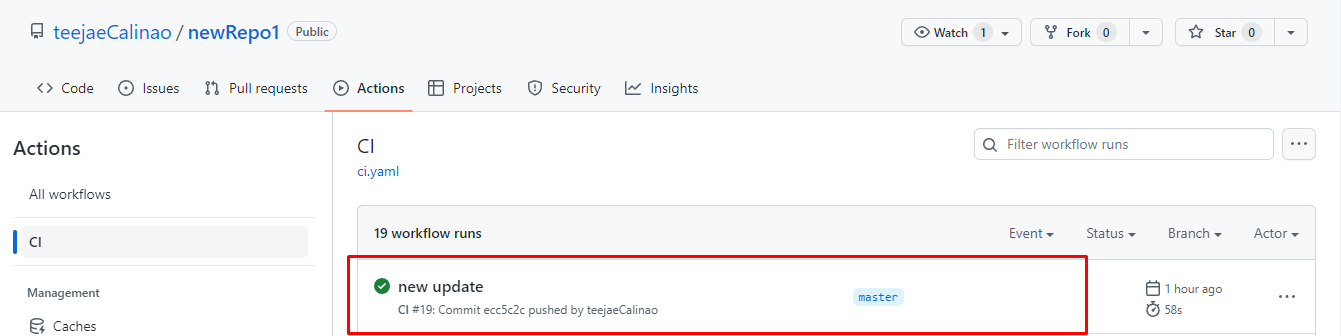 teejaeCalinao / newRepo1 Public
Watch 1 Fork 0 Star 0
Code Issues Pull requests Actions Projects Security Insights
Actions
All workflows
CI
Management
Caches
CI
ci.yaml
Filter workflow runs
19 workflow runs Event Status Branch Actor
new update
CI #19: Commit ecc5c2c pushed by teejaeCalinao
master
1 hour ago
58s